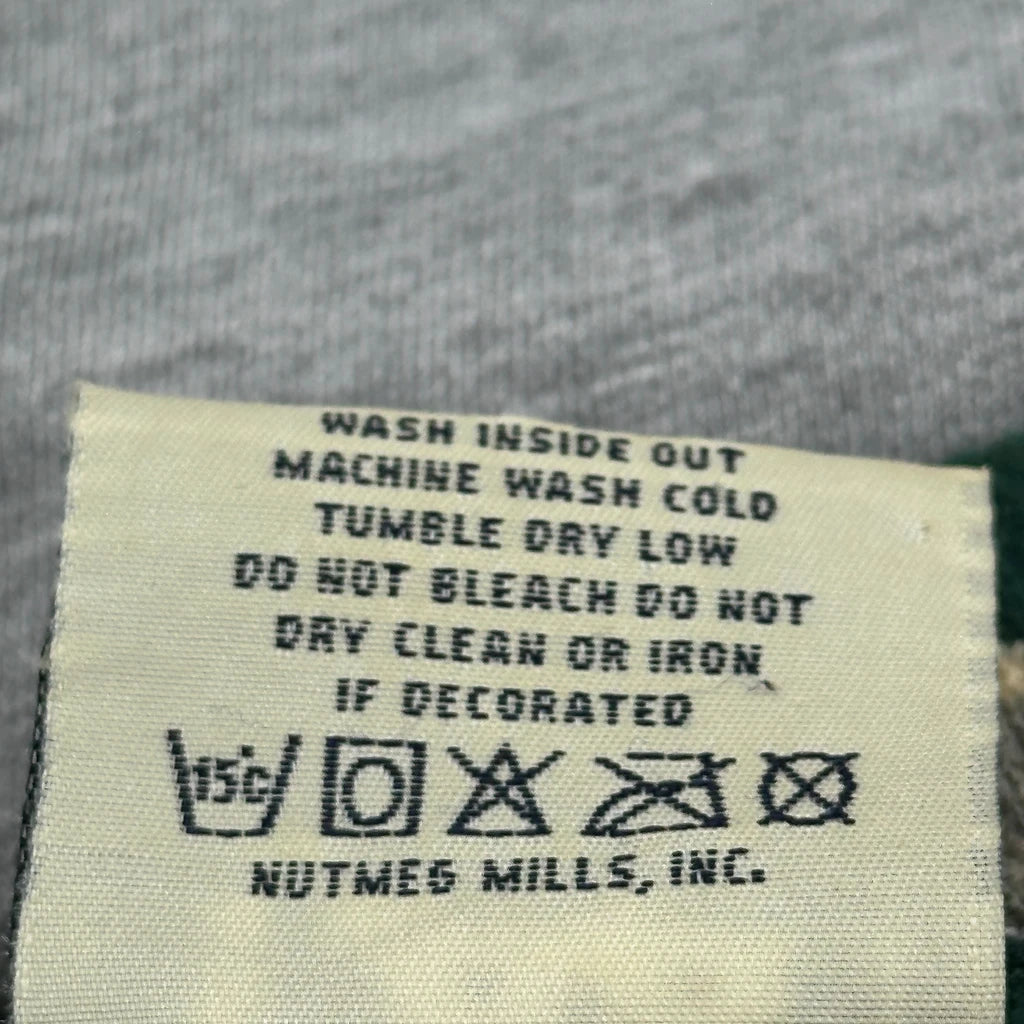 WASH INSIDE OUT
MACHINE WASH COLD
TUMBLE DRY LOW
DO NOT BLEACH DO NOT
DRY CLEAN OR IRON
IF DECORATED
15°C
NUTMEG MILLS, INC.